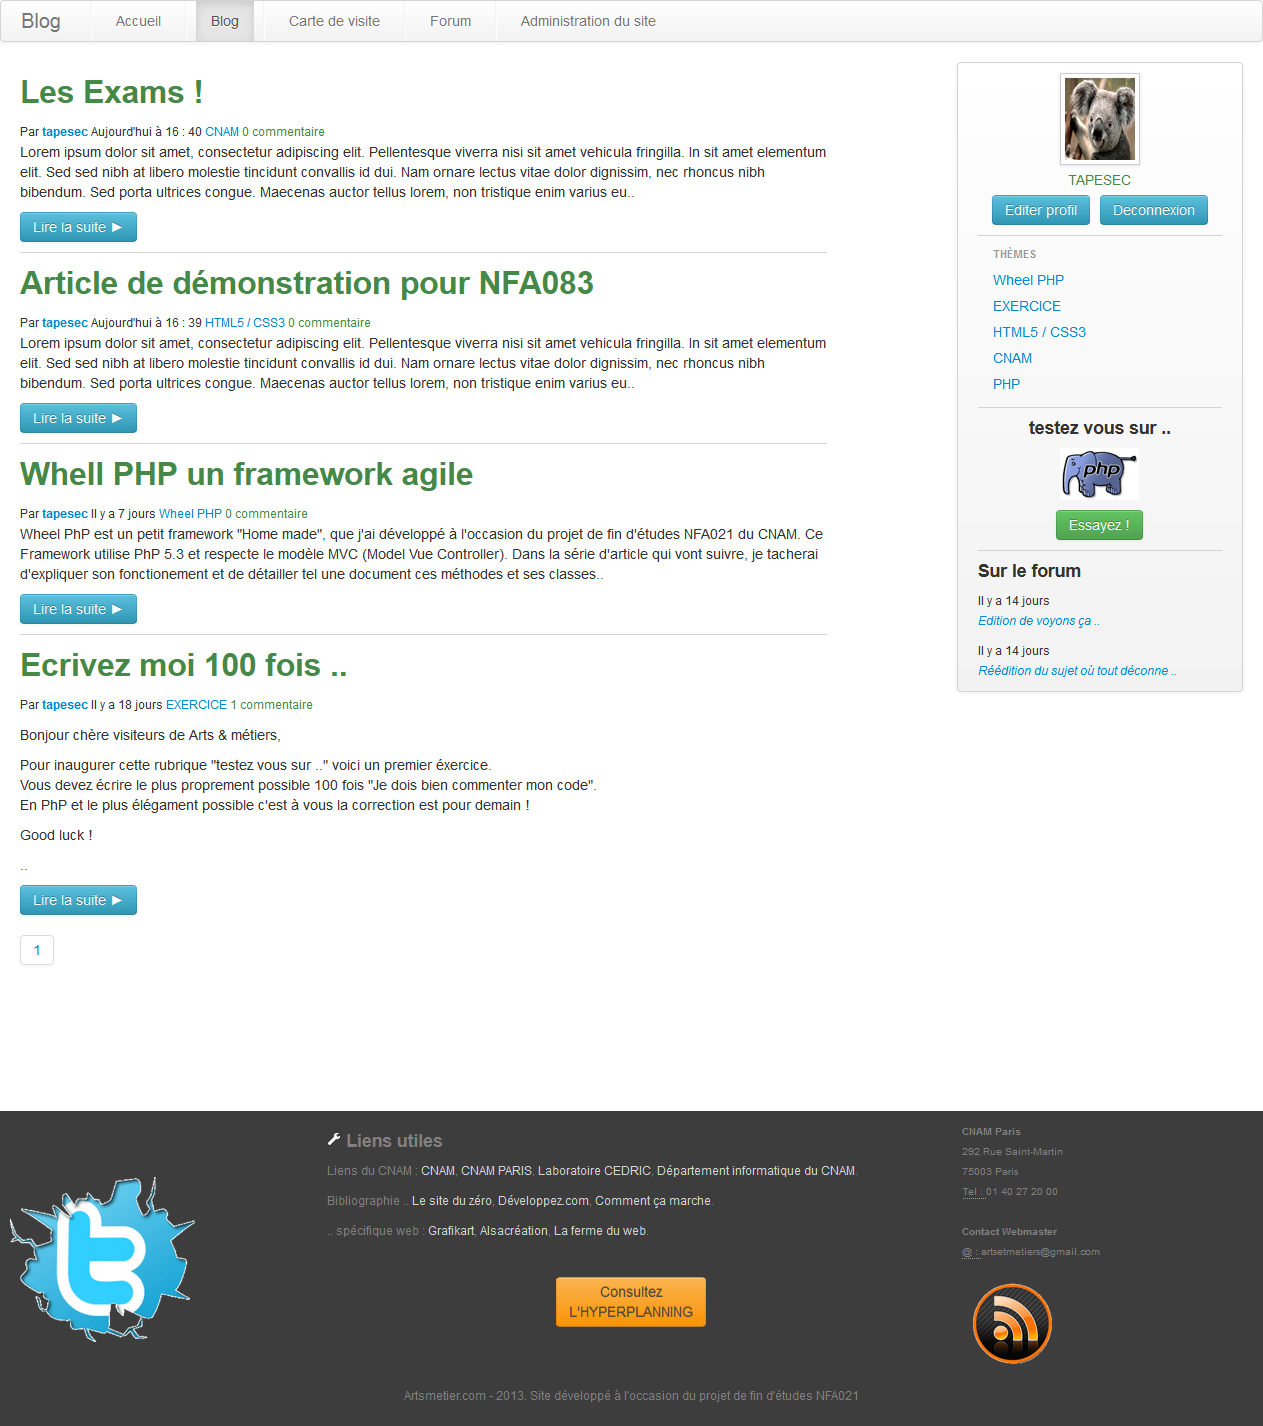 Blog Accueil Blog Carte de visite Forum Administration du site
Les Exams !
Par tapesec Aujourd'hui à 16 : 40 CNAM 0 commentaire
Lorem ipsum dolor sit amet, consectetur adipiscing elit. Pellentesque viverra nisi sit amet vehicula fringilla. In sit amet elementum
elit. Sed sed nibh at libero molestie tincidunt convallis id dui. Nam ornare lectus vitae dolor dignissim, nec rhoncus nibh
bibendum. Sed porta ultrices congue. Maecenas auctor tellus lorem, non tristique enim varius eu..
Lire la suite ►
Article de démonstration pour NFA083
Par tapesec Aujourd'hui à 16 : 39 HTML5 / CSS3 0 commentaire
Lorem ipsum dolor sit amet, consectetur adipiscing elit. Pellentesque viverra nisi sit amet vehicula fringilla. In sit amet elementum
elit. Sed sed nibh at libero molestie tincidunt convallis id dui. Nam ornare lectus vitae dolor dignissim, nec rhoncus nibh
bibendum. Sed porta ultrices congue. Maecenas auctor tellus lorem, non tristique enim varius eu..
Lire la suite ►
Whell PHP un framework agile
Par tapesec Il y a 7 jours Wheel PHP 0 commentaire
Wheel PhP est un petit framework "Home made", que j'ai développé à l'occasion du projet de fin d'études NFA021 du CNAM. Ce
Framework utilise PhP 5.3 et respecte le modèle MVC (Model Vue Controller). Dans la série d'article qui vont suivre, je tacherai
d'expliquer son fonctionement et de détailler tel une document ces méthodes et ses classes..
Lire la suite ►
Ecrivez moi 100 fois ..
Par tapesec Il y a 18 jours EXERCICE 1 commentaire
Bonjour chère visiteurs de Arts & métiers,
Pour inaugurer cette rubrique "testez vous sur .." voici un premier éxercice.
Vous devez écrire le plus proprement possible 100 fois "Je dois bien commenter mon code".
En PhP et le plus élégament possible c'est à vous la correction est pour demain !
Good luck !
..
Lire la suite ►
1
TAPESEC
Editer profil Deconnexion
THÈMES
Wheel PHP
EXERCICE
HTML5 / CSS3
CNAM
PHP
testez vous sur ..
php
Essayez !
Sur le forum
Il y a 14 jours
Edition de voyons ça ..
Il y a 14 jours
Réédition du sujet où tout déconne ..
Liens utiles
Liens du CNAM : CNAM, CNAM PARIS, Laboratoire CEDRIC, Département informatique du CNAM.
Bibliographie .. Le site du zéro, Développez.com, Comment ça marche.
.. spécifique web : Grafikart, Alsacréation, La ferme du web.
Consultez
L'HYPERPLANNING
CNAM Paris
292 Rue Saint-Martin
75003 Paris
Tel : 01 40 27 20 00
Contact Webmaster
@ : artsetmetiers@gmail.com
Artsmetier.com - 2013. Site développé à l'occasion du projet de fin d'études NFA021